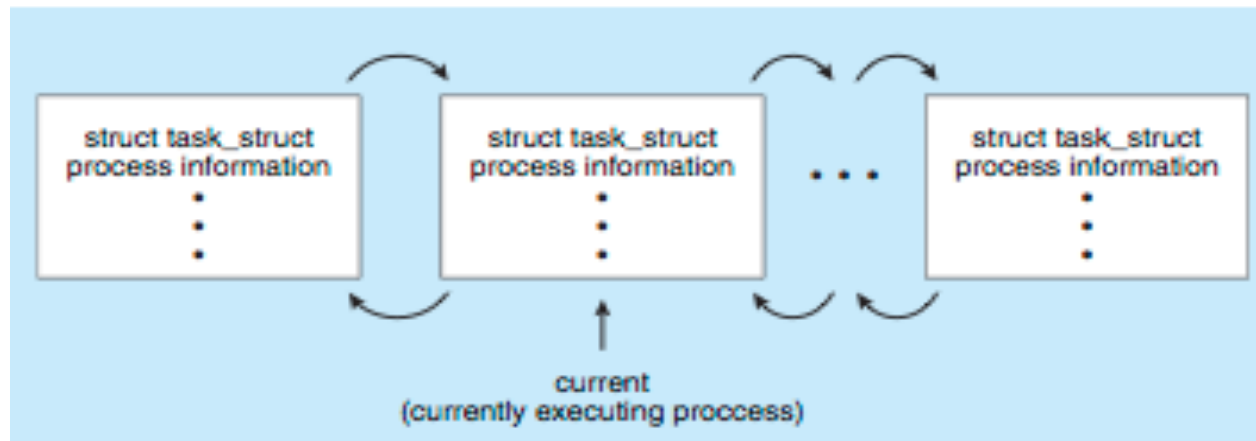 struct task_struct
process information
struct task_struct
process information
• • •
struct task_struct
process information
current
(currently executing proccess)